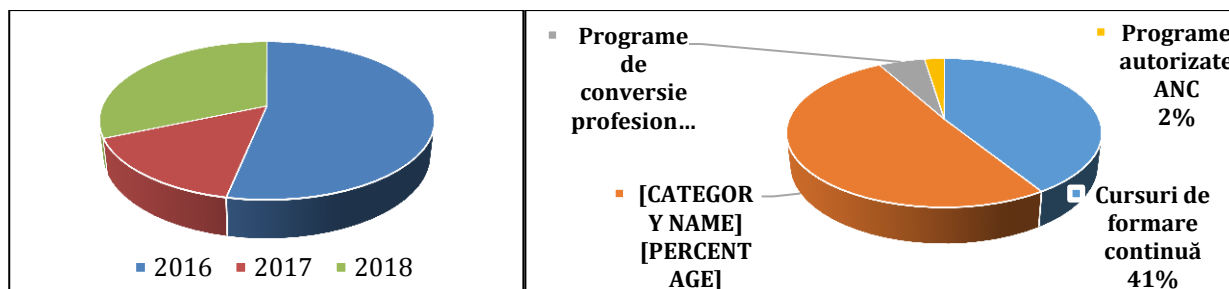 2016 2017 2018
Programe
de
conversie
profesion...
Programe
autorizate
ANC
2%
[CATEGOR
Y NAME]
[PERCENT
AGE]
Cursuri de
formare
continuă
41%